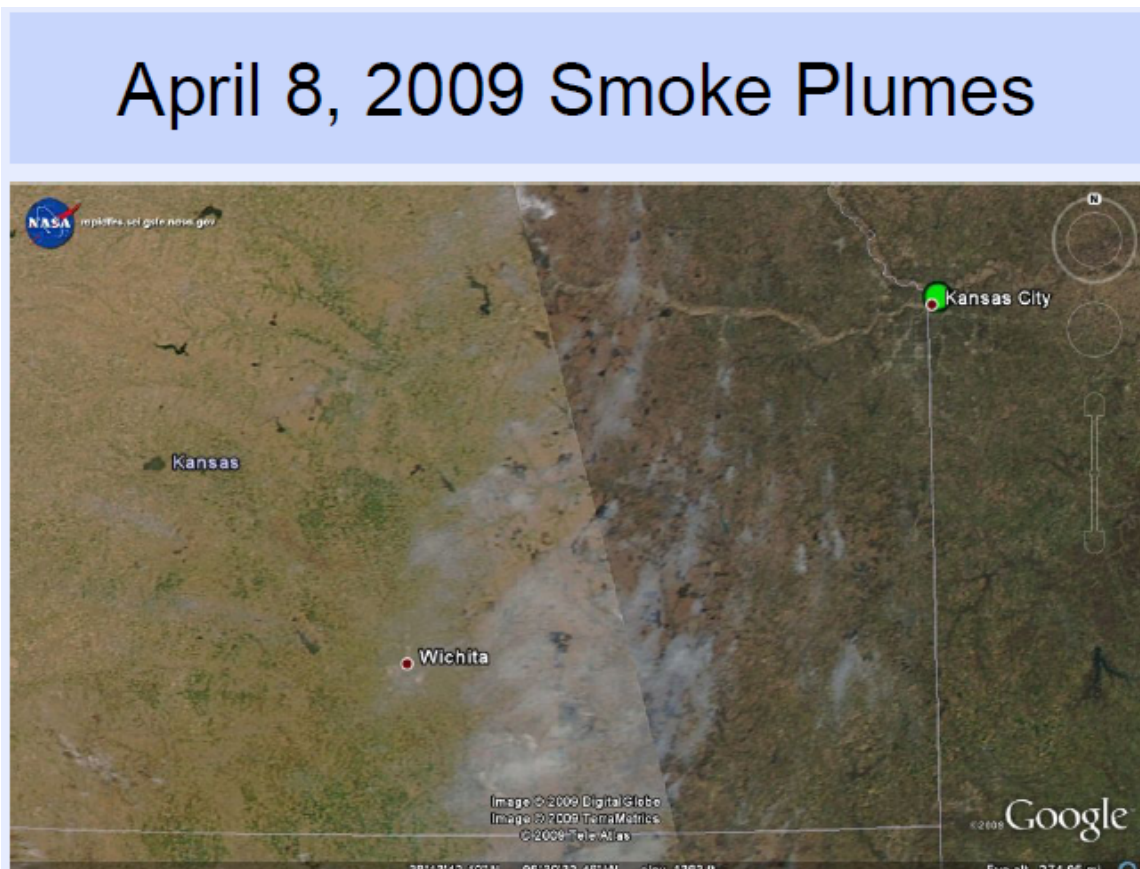 April 8, 2009 Smoke Plumes
NASA
N
Kansas City
Kansas
Wichita
Image © 2009 DigitalGlobe
Image © 2009 TerraMetrics
© 2009 Tele Atlas
©2009 Google